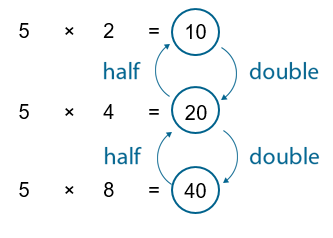 5 × 2 = 10
half double
5 × 4 = 20
half double
5 × 8 = 40